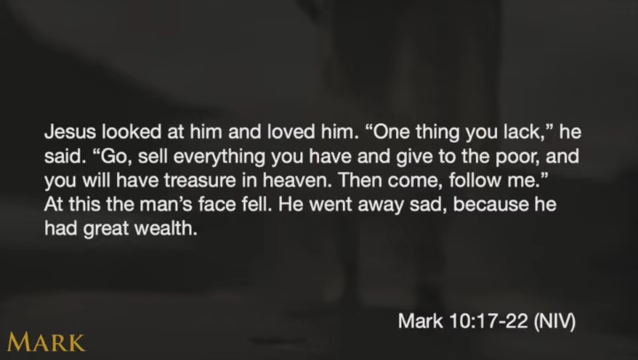 Jesus looked at him and loved him. “One thing you lack,” he
said. “Go, sell everything you have and give to the poor, and
you will have treasure in heaven. Then come, follow me.”
At this the man’s face fell. He went away sad, because he
had great wealth.
Mark 10:17-22 (NIV)
MARK